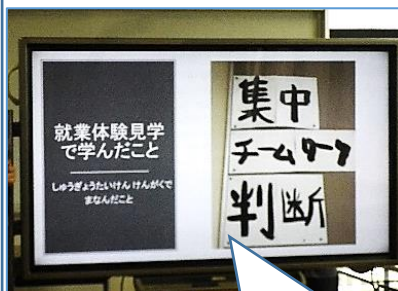 就業体験見学
で学んだこと
しゅうぎょうたいけん けんがくで
まなんだこと
集中
チームワーク
判断